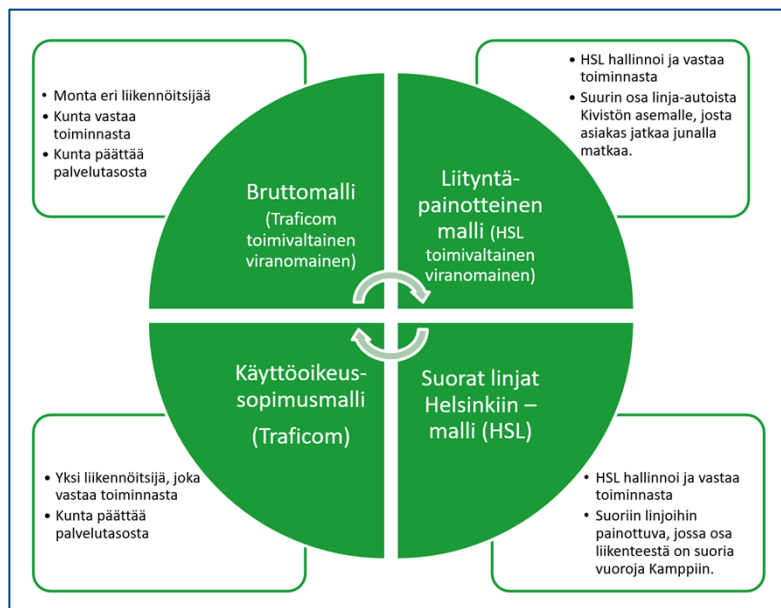 • Monta eri liikennöitsijää
• Kunta vastaa
toiminnasta
• Kunta päättää
palvelutasosta
Bruttomalli
(Traficom
toimivaltainen
viranomainen)
• HSL hallinnoi ja vastaa
toiminnasta
• Suurin osa linja-autoista
Kivistön asemalle, josta
asiakas jatkaa junalla
matkaa.
Liityntä-
painotteinen
malli (HSL
toimivaltainen
viranomainen)
Käyttöoikeus-
sopimusmalli
(Traficom)
• Yksi liikennöitsijä, joka
vastaa toiminnasta
• Kunta päättää
palvelutasosta
Suorat linjat
Helsinkiin –
malli (HSL)
• HSL hallinnoi ja vastaa
toiminnasta
• Suoriin linjoihin
painottuva, jossa osa
liikenteestä on suoria
vuoroja Kamppiin.